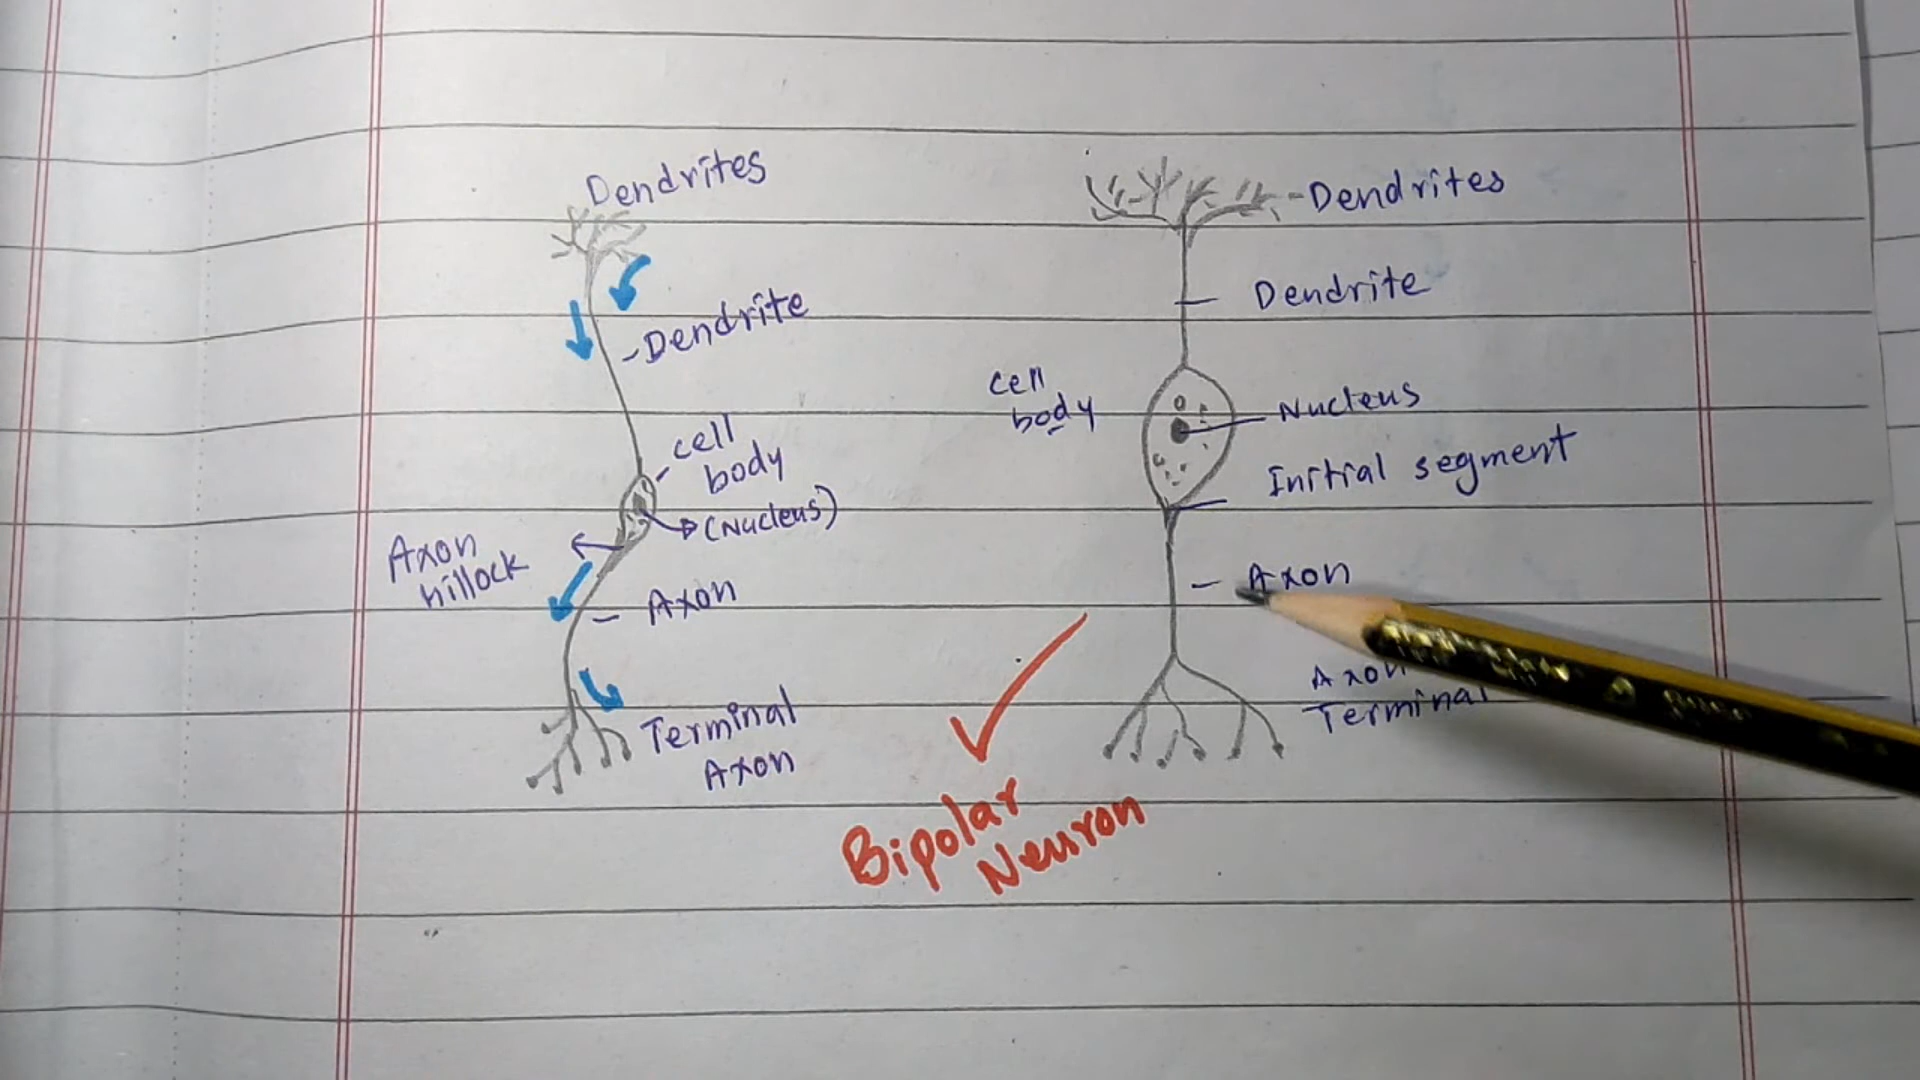 Dendrites
Dendrite
cell
body
(Nucleus)
Axon
hillock
Axon
Terminal
Axon
Dendrites
Dendrite
cell
body
Nucleus
Initial segment
Axon
Axon
Terminal
Bipolar
Neuron